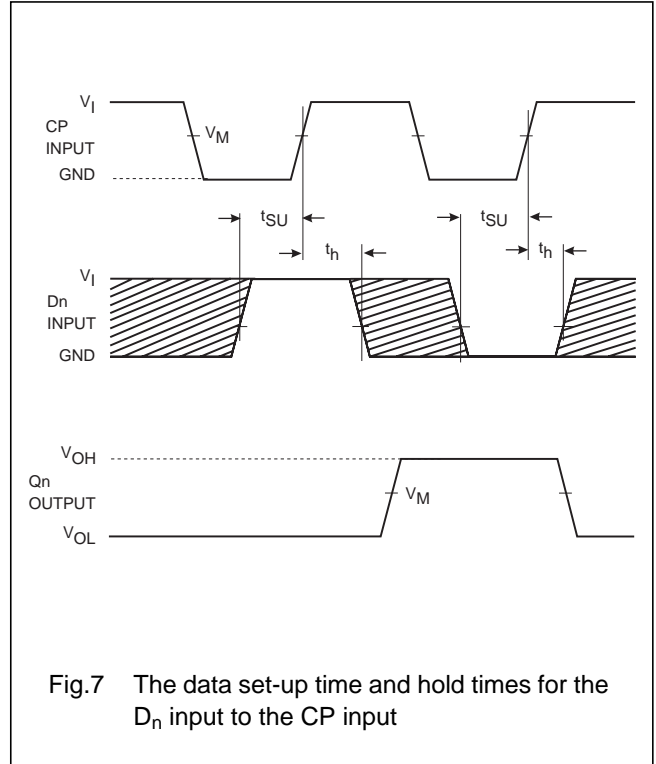 VI
CP
INPUT
VM
GND
tSU
tSU
th
th
VI
Dn
INPUT
GND
VOH
Qn
OUTPUT
VM
VOL
Fig.7 The data set-up time and hold times for the
Dn input to the CP input